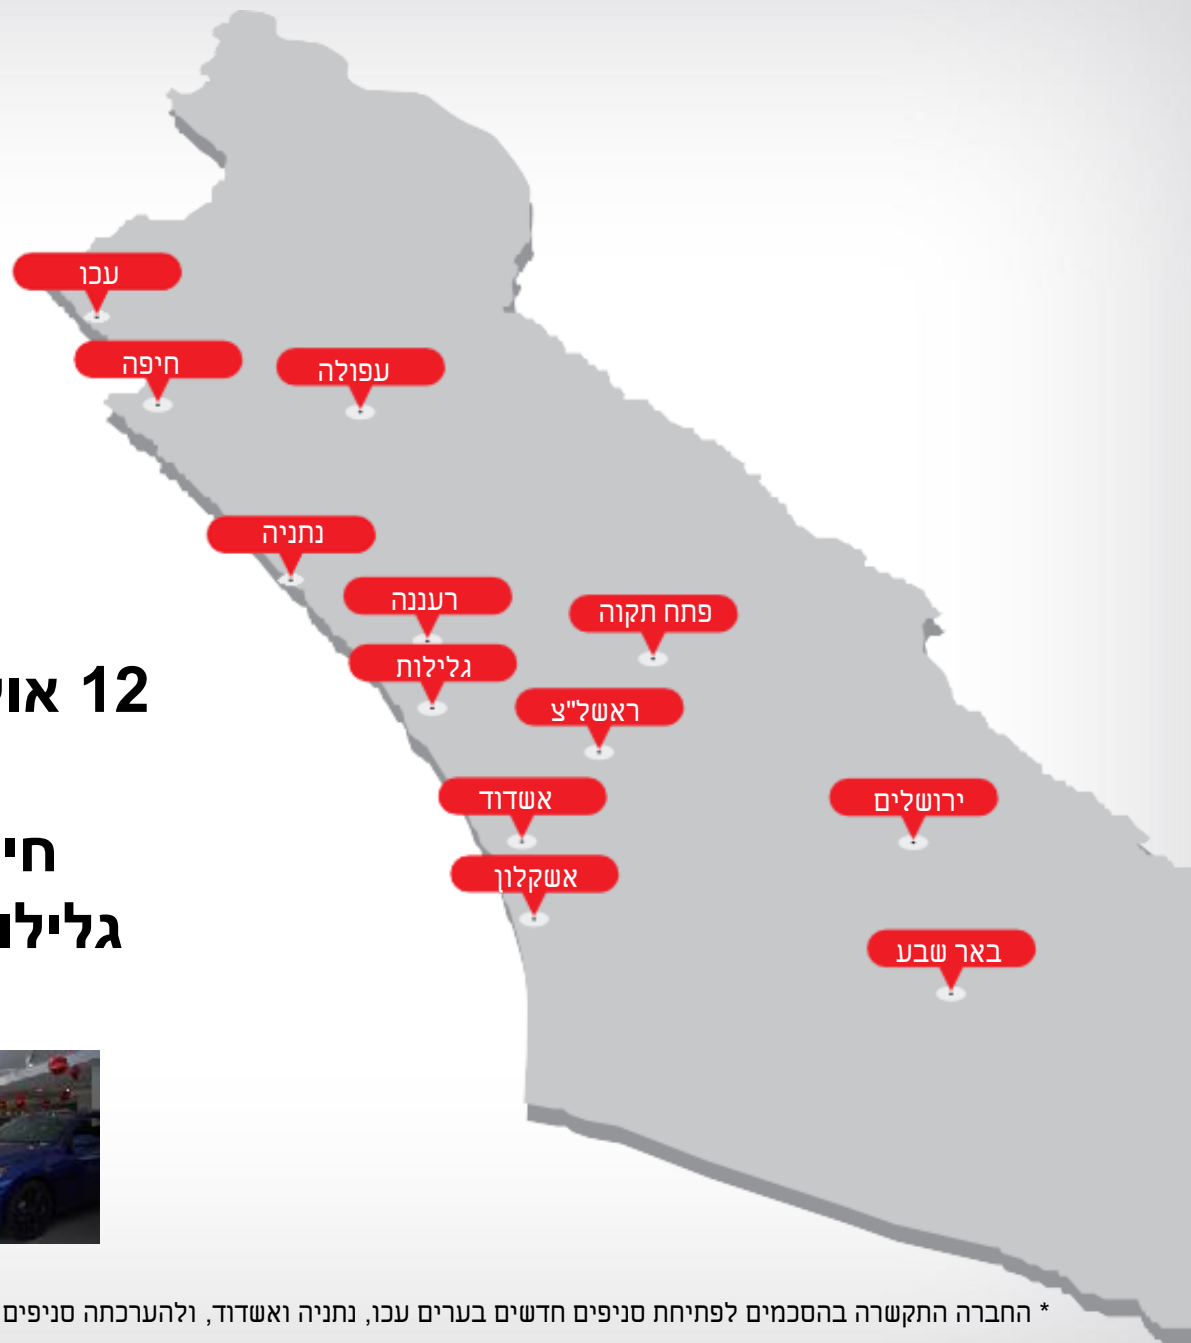 עכו
חיפה
עפולה
נתניה
רעננה
פתח תקוה
גלילות
12
ראשל"צ
אשדוד
ירושלים
אשקלון
באר שבע
* החברה התקשרה בהסכמים לפתיחת סניפים חדשים בערים עכו, נתניה ואשדוד, ולהערכתה סניפים